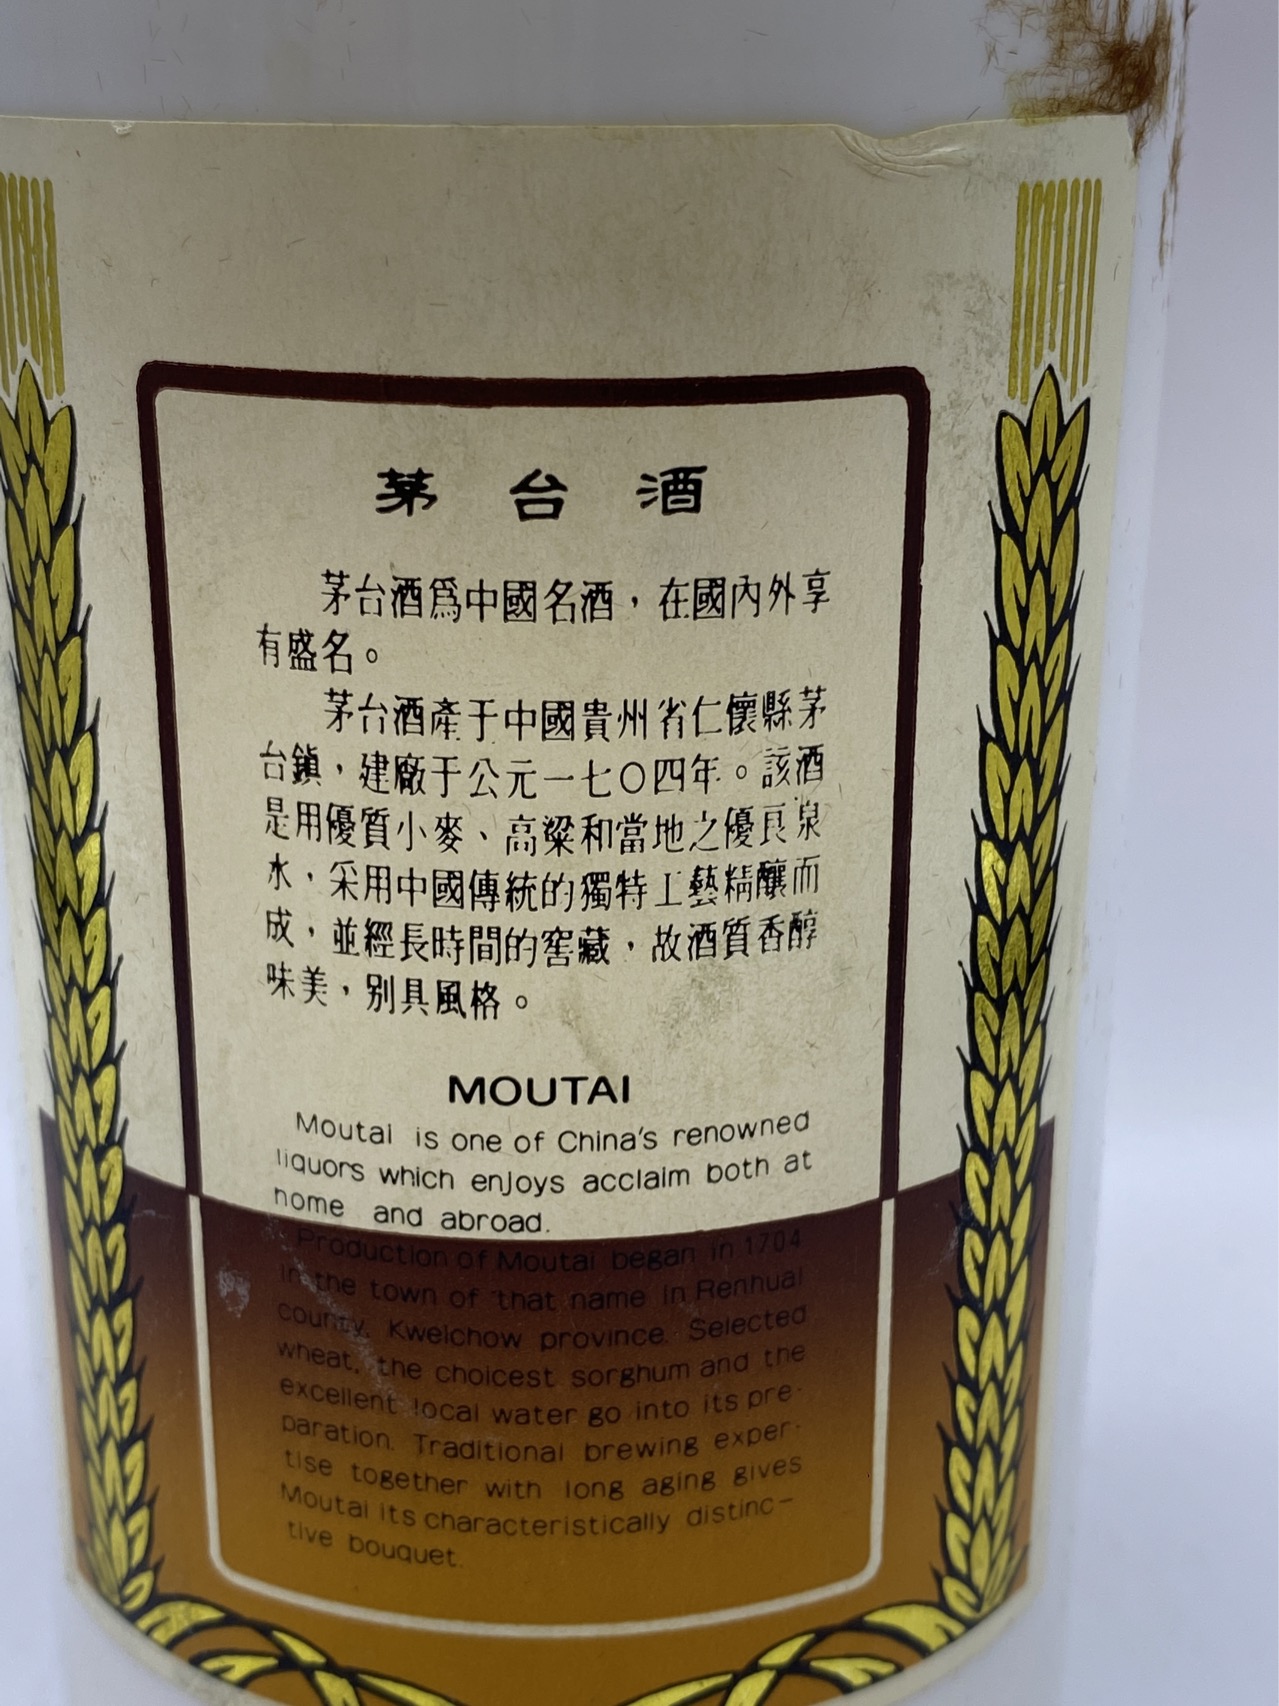 茅台酒
茅台酒爲中國名酒，在國內外享
有盛名。
茅台酒產于中國貴州省仁懷縣茅
台鎮，建廠于公元一七〇四年。該酒
是用優質小麥、高粱和當地之優良泉
水，采用中國傳統的獨特工藝精釀而
成，並經長時間的窖藏，故酒質香醇
味美，别具風格。
MOUTAI
Moutai is one of China's renowned
liquors which enjoys acclaim both at
home and abroad.
Production of Moutai began in 1704
in the town of that name in Renhuai
county, Kweichow province. Selected
wheat, the choicest sorghum and the
excellent local water go into its pre-
paration. Traditional brewing exper-
tise together with long aging gives
Moutai its characteristically distinc-
tive bouquet.